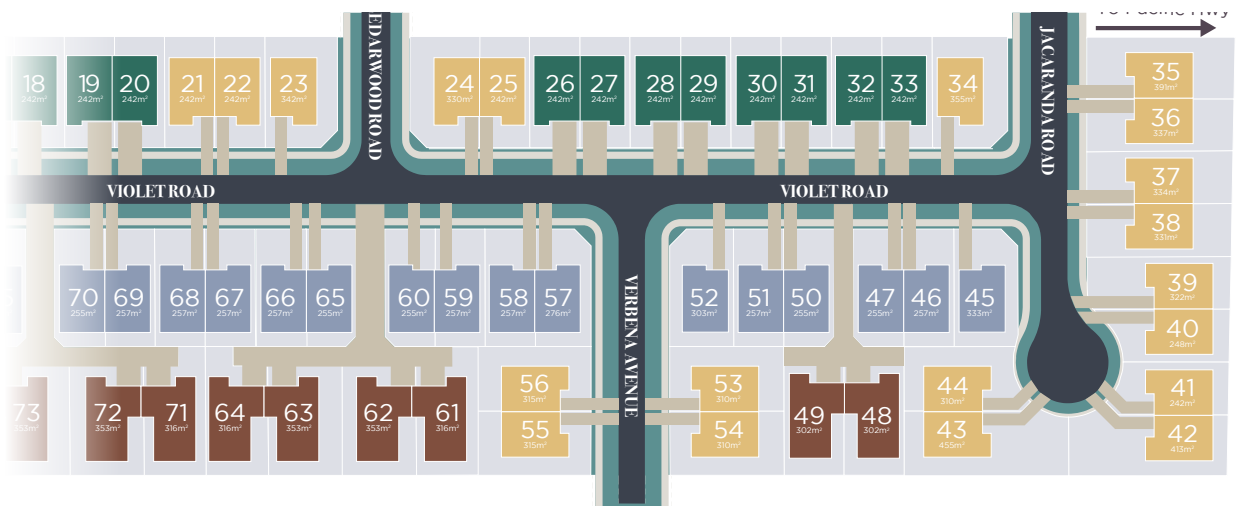 To Pacific Hwy
EDARWOOD ROAD
JACARANDA ROAD
18
242m²
19
242m²
20
242m²
21
242m²
22
242m²
23
342m²
24
330m²
25
242m²
26
242m²
27
242m²
28
242m²
29
242m²
30
242m²
31
242m²
32
242m²
33
242m²
34
355m²
35
391m²
36
337m²
37
334m²
38
331m²
VIOLET ROAD
VIOLET ROAD
VERBENA AVENUE
70
255m²
69
257m²
68
257m²
67
257m²
66
257m²
65
255m²
60
255m²
59
257m²
58
257m²
57
276m²
52
303m²
51
257m²
50
255m²
47
255m²
46
257m²
45
333m²
39
322m²
40
248m²
73
353m²
72
353m²
71
316m²
64
316m²
63
353m²
62
353m²
61
316m²
56
315m²
55
315m²
53
310m²
54
310m²
49
302m²
48
302m²
44
310m²
43
455m²
41
242m²
42
413m²